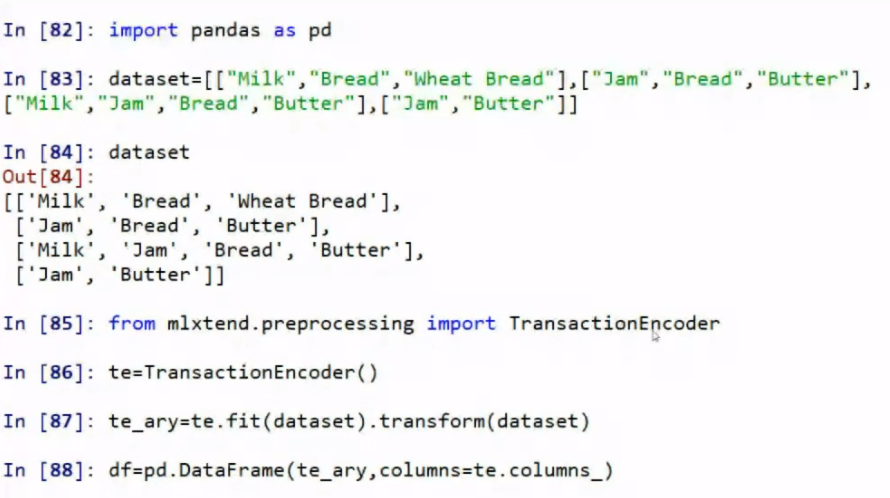 In [82]: import pandas as pd
In [83]: dataset=[["Milk","Bread","Wheat Bread"],["Jam","Bread","Butter"],
["Milk","Jam","Bread","Butter"],["Jam","Butter"]]
In [84]: dataset
Out[84]:
[['Milk', 'Bread', 'Wheat Bread'],
 ['Jam', 'Bread', 'Butter'],
 ['Milk', 'Jam', 'Bread', 'Butter'],
 ['Jam', 'Butter']]
In [85]: from mlxtend.preprocessing import TransactionEncoder
In [86]: te=TransactionEncoder()
In [87]: te_ary=te.fit(dataset).transform(dataset)
In [88]: df=pd.DataFrame(te_ary,columns=te.columns_)